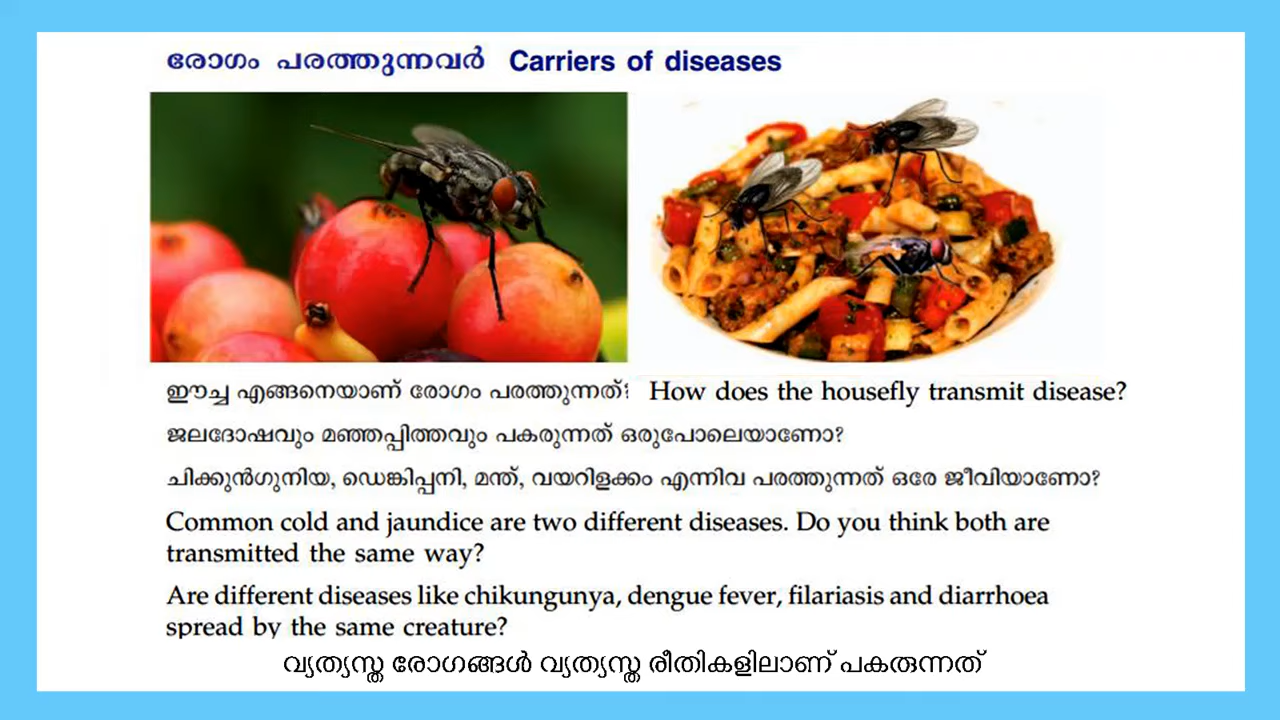 രോഗം പരത്തുന്നവർ Carriers of diseases
ഈച്ച എങ്ങനെയാണ് രോഗം പരത്തുന്നത്? How does the housefly transmit disease?
ജലദോഷവും മഞ്ഞപ്പിത്തവും പകരുന്നത് ഒരുപോലെയാണോ?
ചിക്കുൻഗുനിയ, ഡെങ്കിപ്പനി, മന്ത്, വയറിളക്കം എന്നിവ പരത്തുന്നത് ഒരേ ജീവിയാണോ?
Common cold and jaundice are two different diseases. Do you think both are
transmitted the same way?
Are different diseases like chikungunya, dengue fever, filariasis and diarrhoea
spread by the same creature?
വ്യത്യസ്ത രോഗങ്ങൾ വ്യത്യസ്ത രീതികളിലാണ് പകരുന്നത്